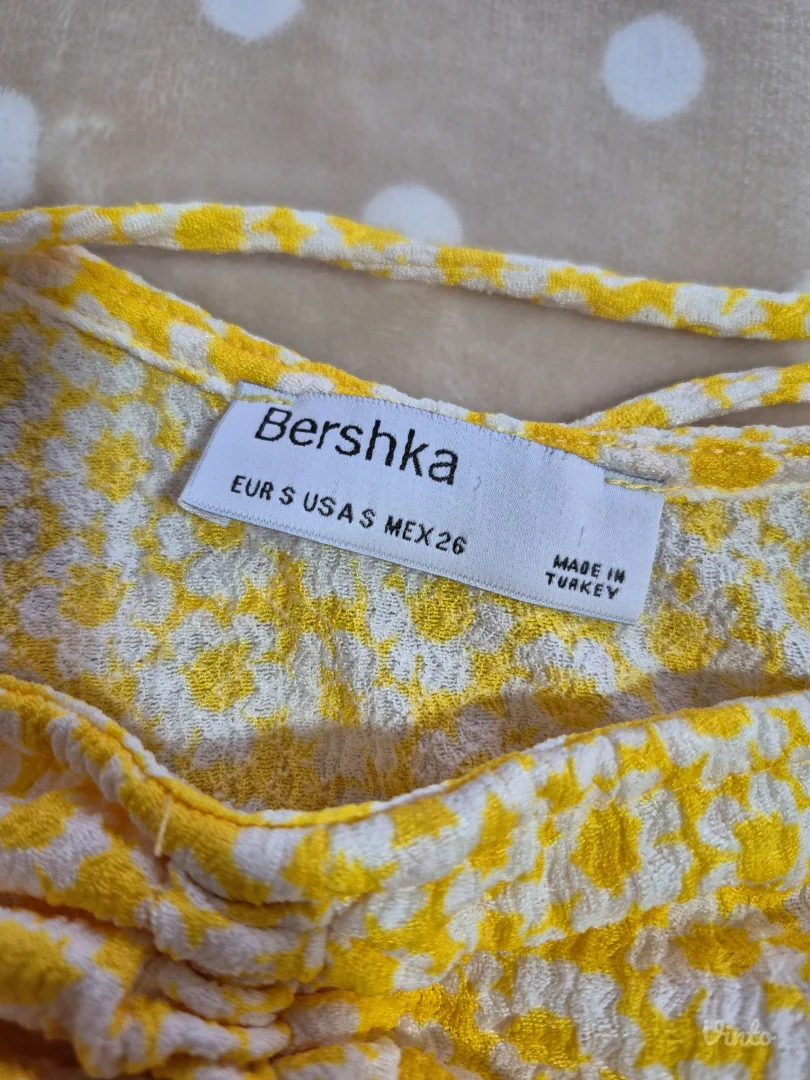 Bershka
EUR S USA S MEX 26
MADE IN
TURKEY